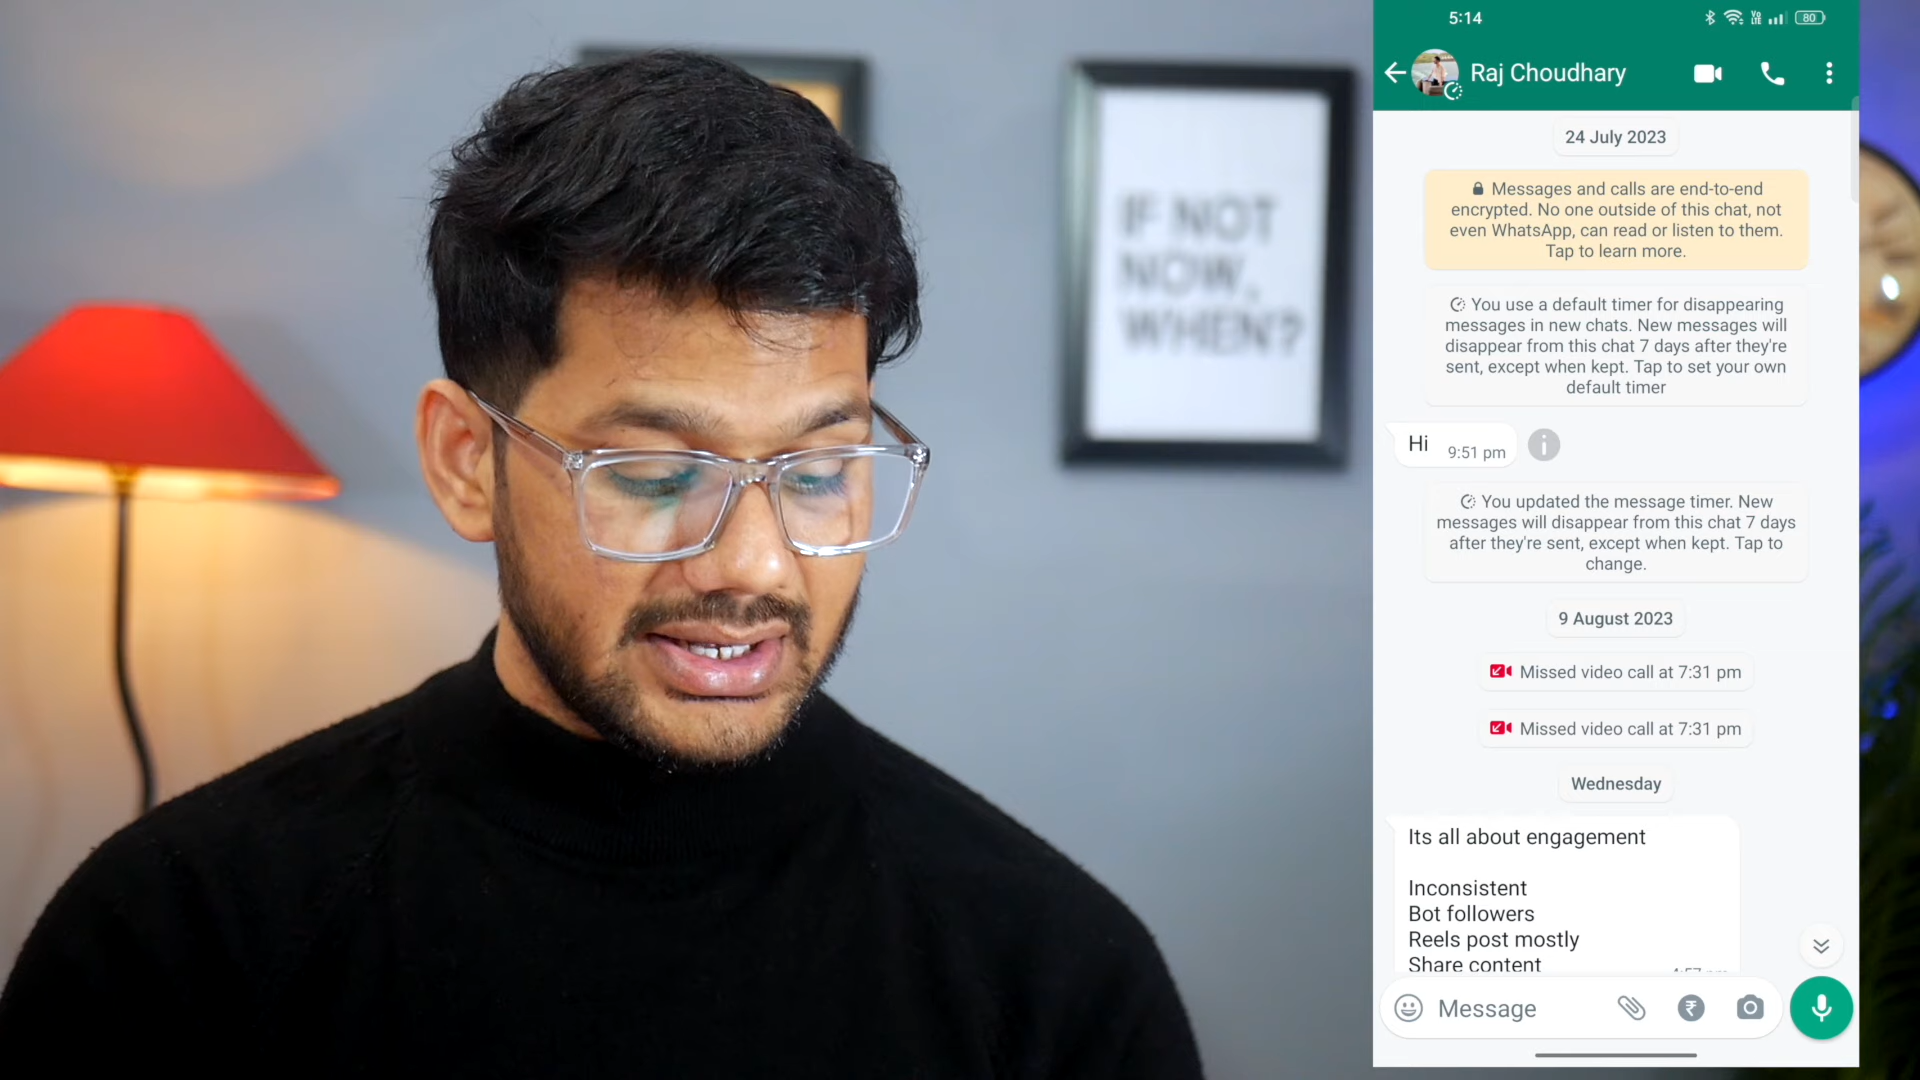 IF NOT
NOW,
WHEN?
5:14
80
Raj Choudhary
24 July 2023
Messages and calls are end-to-end
encrypted. No one outside of this chat, not
even WhatsApp, can read or listen to them.
Tap to learn more.
You use a default timer for disappearing
messages in new chats. New messages will
disappear from this chat 7 days after they're
sent, except when kept. Tap to set your own
default timer
Hi 9:51 pm
You updated the message timer. New
messages will disappear from this chat 7 days
after they're sent, except when kept. Tap to
change.
9 August 2023
Missed video call at 7:31 pm
Missed video call at 7:31 pm
Wednesday
Its all about engagement
Inconsistent
Bot followers
Reels post mostly
Share content
Message